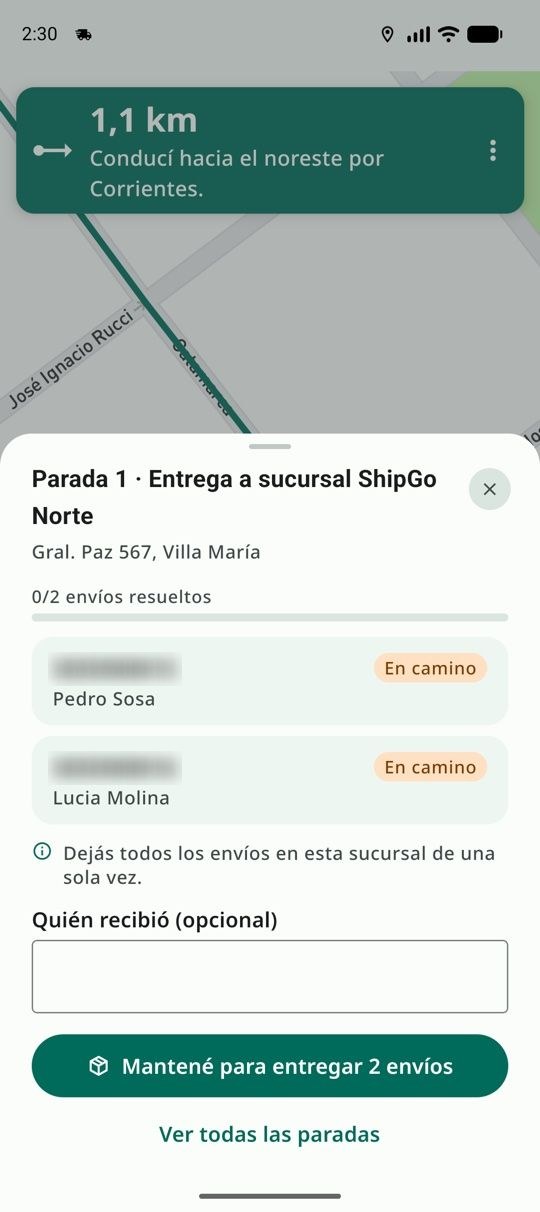 2:30
1,1 km
Conducí hacia el noreste por
Corrientes.
José Ignacio Rucci
Parada 1 · Entrega a sucursal ShipGo
Norte
Gral. Paz 567, Villa María
0/2 envíos resueltos
En camino
Pedro Sosa
En camino
Lucia Molina
Dejás todos los envíos en esta sucursal de una
sola vez.
Quién recibió (opcional)
Mantené para entregar 2 envíos
Ver todas las paradas